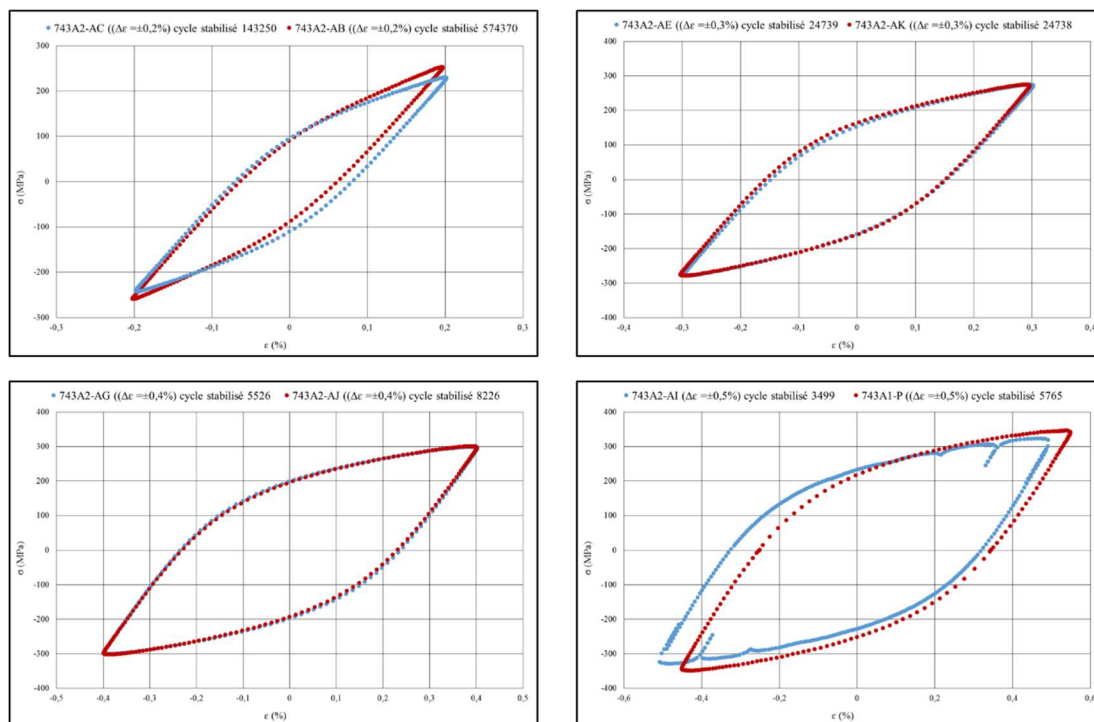 743A2-AC ((Δε =±0,2%) cycle stabilisé 143250 743A2-AB ((Δε =±0,2%) cycle stabilisé 574370
300
200
100
0
-100
-200
-300
σ (MPa)
-0,3 -0,2 -0,1 0 0,1 0,2 0,3
ε (%)
743A2-AE ((Δε =±0,3%) cycle stabilisé 24739 743A2-AK ((Δε =±0,3%) cycle stabilisé 24738
400
300
200
100
0
-100
-200
-300
-400
σ (MPa)
-0,4 -0,3 -0,2 -0,1 0 0,1 0,2 0,3 0,4
ε (%)
743A2-AG ((Δε =±0,4%) cycle stabilisé 5526 743A2-AJ ((Δε =±0,4%) cycle stabilisé 8226
400
300
200
100
0
-100
-200
-300
-400
σ (MPa)
-0,5 -0,4 -0,3 -0,2 -0,1 0 0,1 0,2 0,3 0,4 0,5
ε (%)
743A2-AI (Δε =±0,5%) cycle stabilisé 3499 743A1-P ((Δε =±0,5%) cycle stabilisé 5765
400
300
200
100
0
-100
-200
-300
-400
σ (MPa)
-0,6 -0,4 -0,2 0 0,2 0,4 0,6
ε (%)